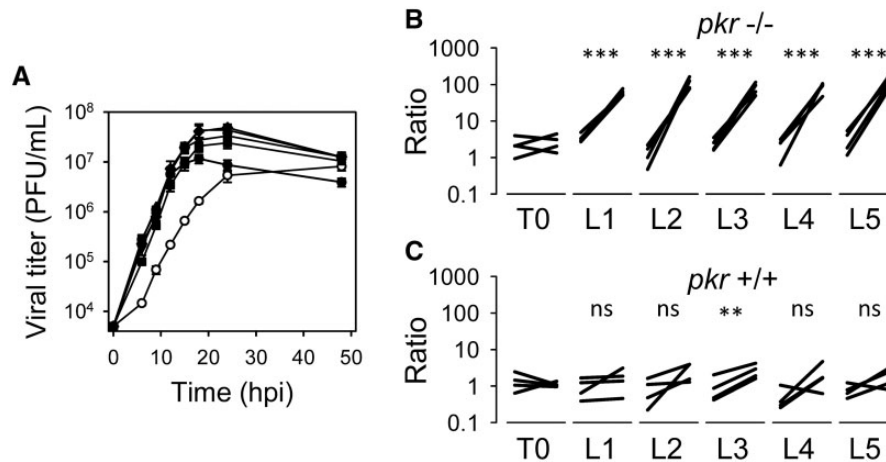 A
Viral titer (PFU/mL)
10⁸
10⁷
10⁶
10⁵
10⁴
0 10 20 30 40 50
Time (hpi)
B
pkr -/-
Ratio
1000
100
10
1
0.1
*** *** *** *** ***
T0 L1 L2 L3 L4 L5
C
pkr +/+
Ratio
1000
100
10
1
0.1
ns ns ** ns ns
T0 L1 L2 L3 L4 L5